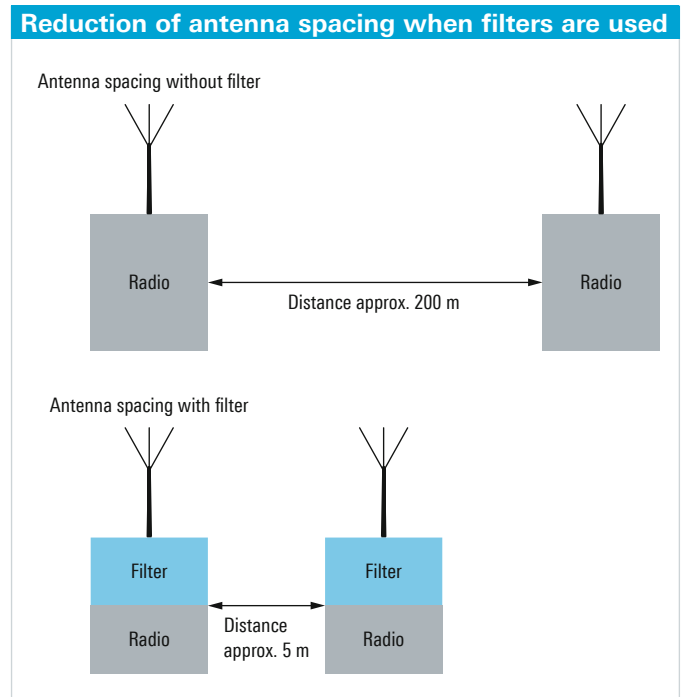 Reduction of antenna spacing when filters are used
Antenna spacing without filter
Radio
Radio
Distance approx. 200 m
Antenna spacing with filter
Filter
Filter
Radio
Distance
approx. 5 m
Radio